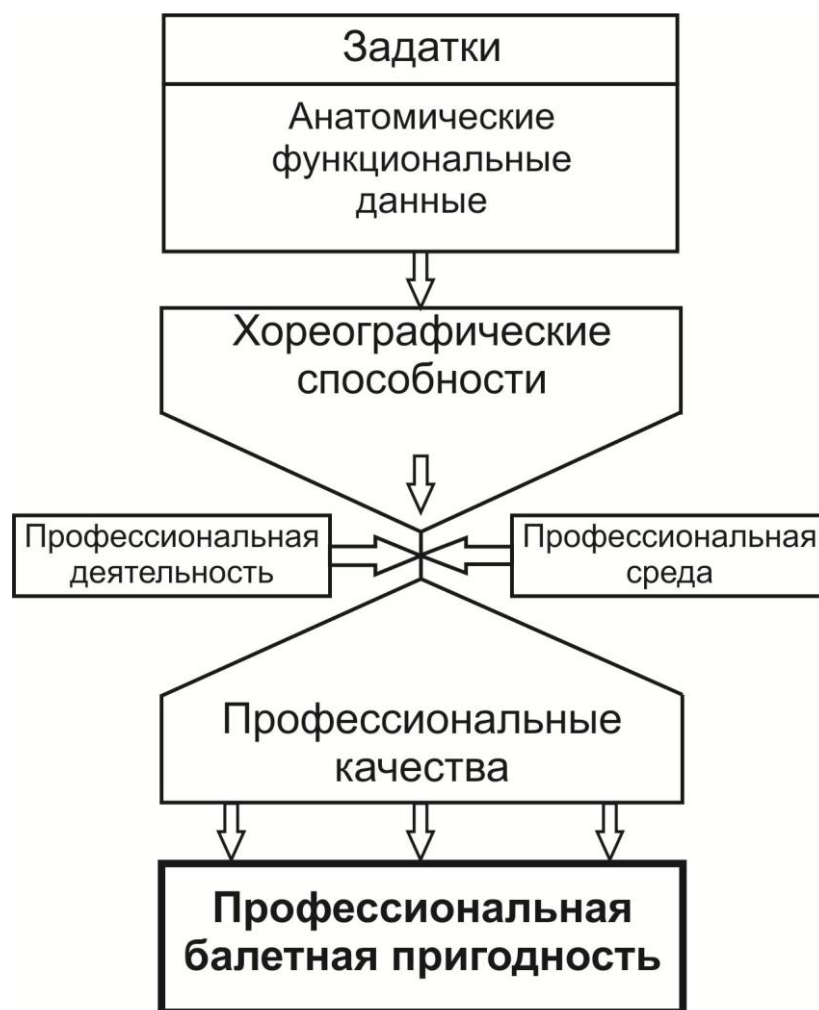 Задатки
Анатомические
функциональные
данные
Хореографические
способности
Профессиональная
деятельность
Профессиональная
среда
Профессиональные
качества
Профессиональная
балетная пригодность